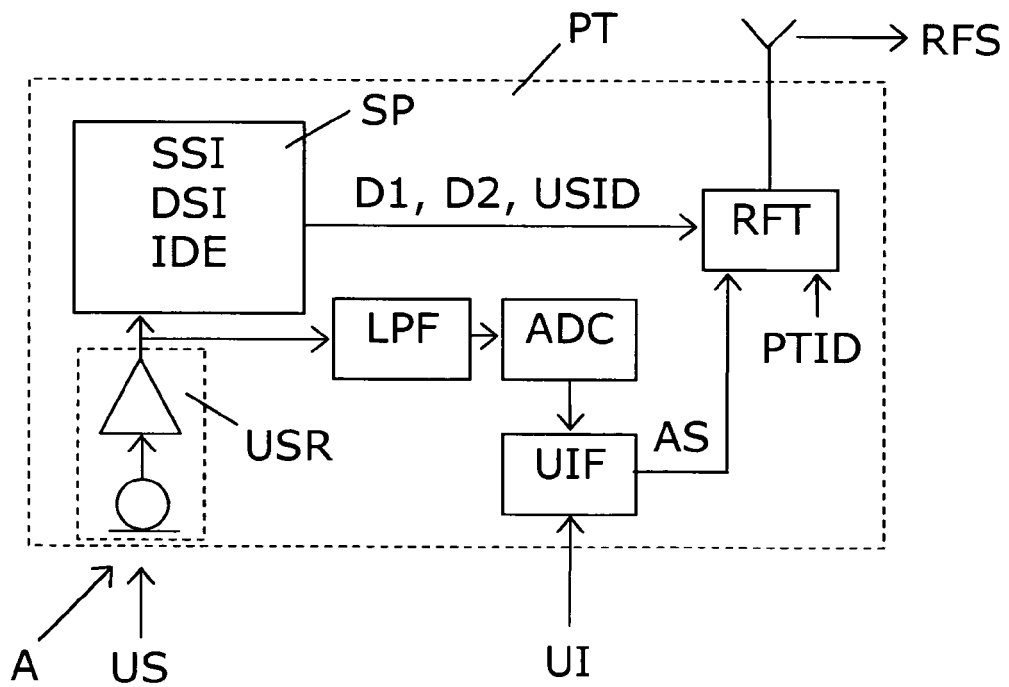 PT
RFS
SP
SSI
DSI
IDE
D1, D2, USID
RFT
LPF
ADC
PTID
USR
UIF
AS
A
US
UI